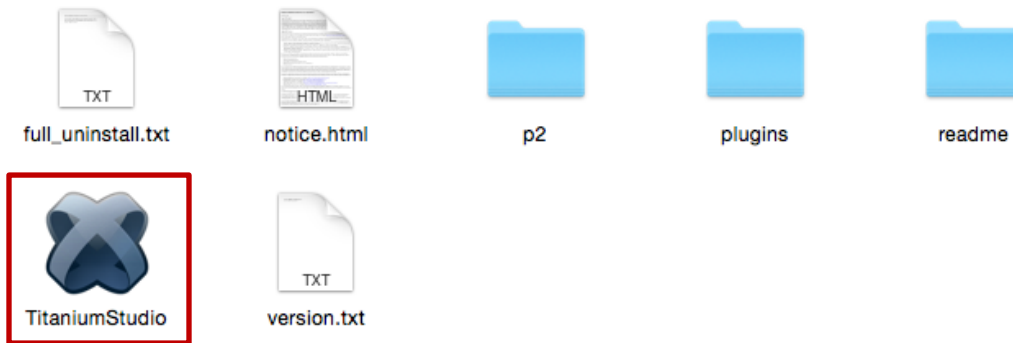 TXT
HTML
full_uninstall.txt
notice.html
p2
plugins
readme
TXT
TitaniumStudio
version.txt